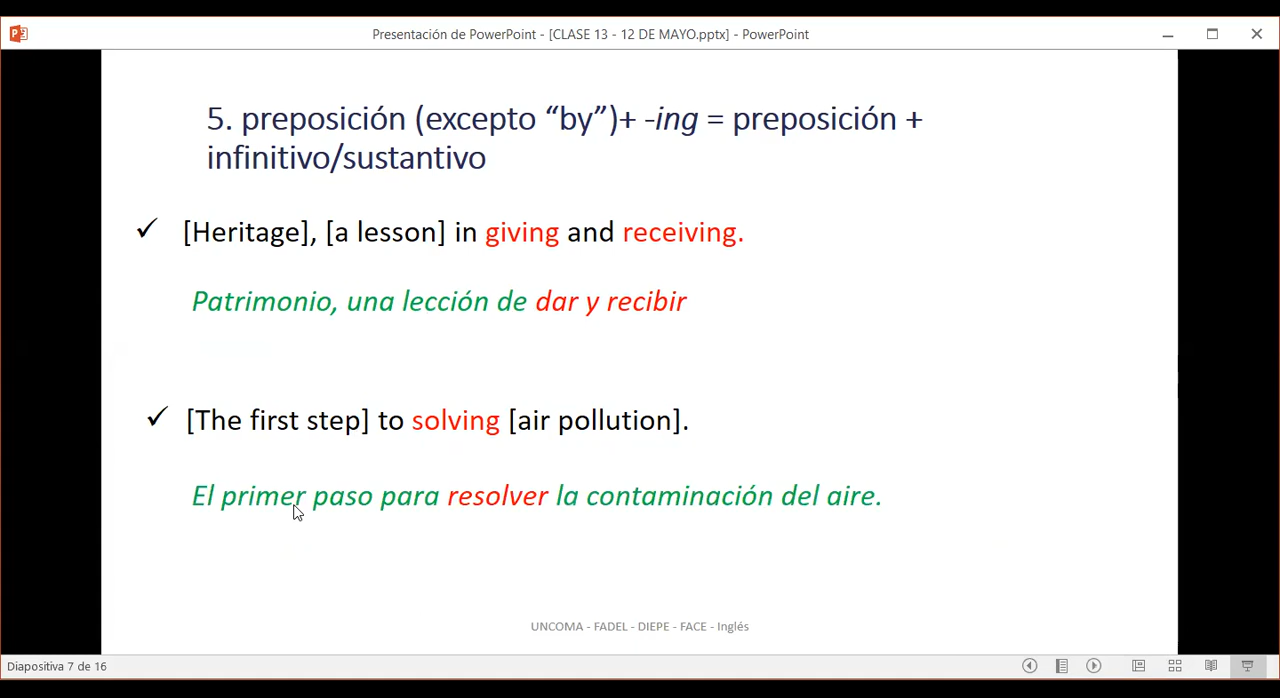 Presentación de PowerPoint - [CLASE 13 - 12 DE MAYO.pptx] - PowerPoint
5. preposición (excepto “by”)+ -ing = preposición +
infinitivo/sustantivo
✓ [Heritage], [a lesson] in giving and receiving.
Patrimonio, una lección de dar y recibir
✓ [The first step] to solving [air pollution].
El primer paso para resolver la contaminación del aire.
UNCOMA - FADEL - DIEPE - FACE - Inglés
Diapositiva 7 de 16